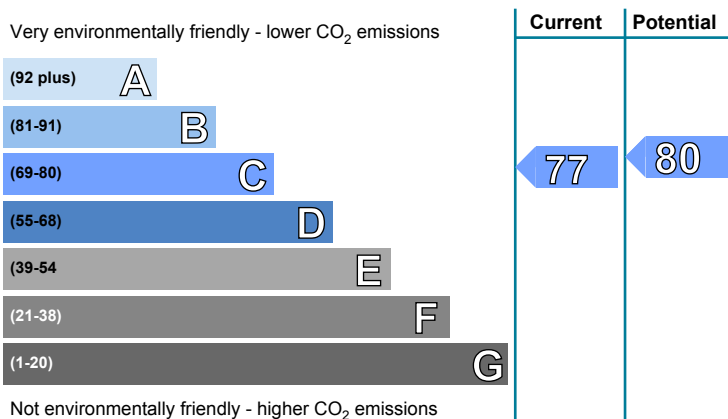 Very environmentally friendly - lower CO2 emissions
Current
Potential
(92 plus) A
(81-91) B
(69-80) C
(55-68) D
(39-54 E
(21-38) F
(1-20) G
77
80
Not environmentally friendly - higher CO2 emissions